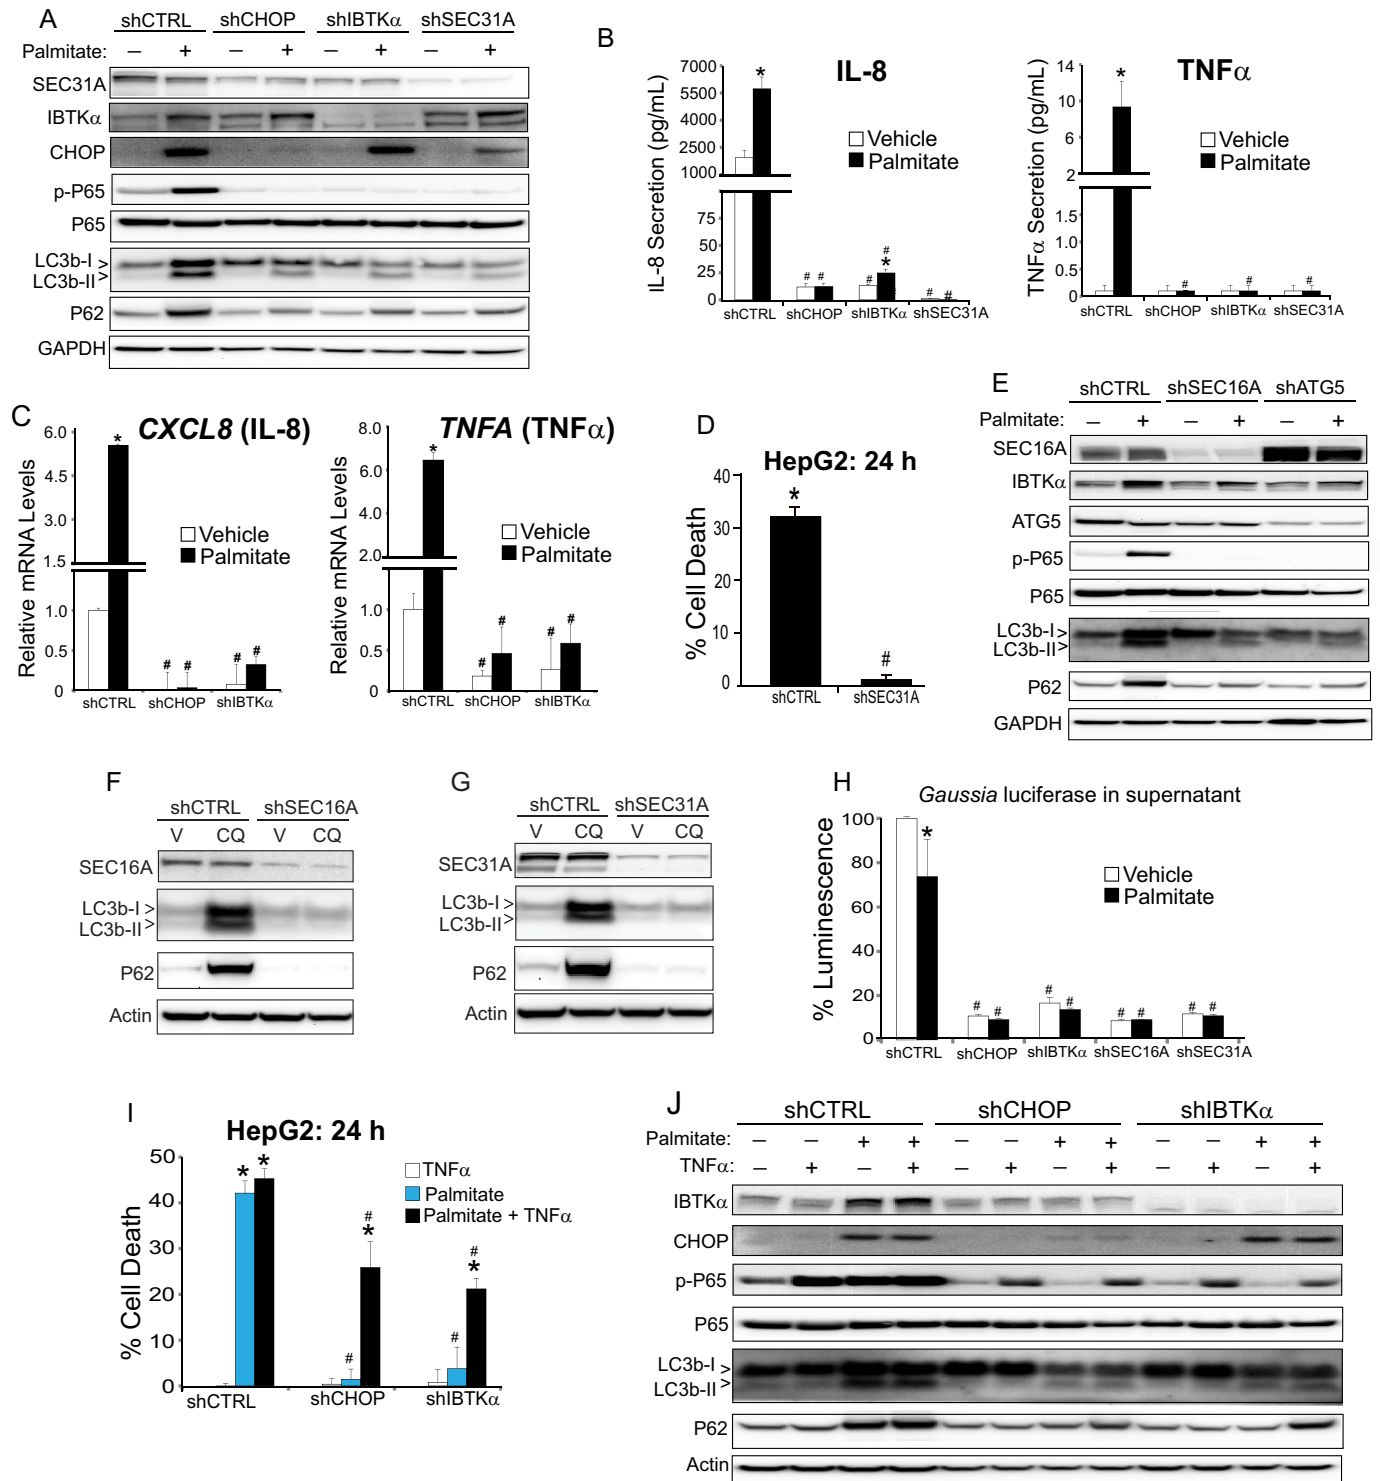 A
shCTRL shCHOP shIBTKα shSEC31A
Palmitate: – + – + – + – +
SEC31A
IBTKα
CHOP
p-P65
P65
LC3b-I >
LC3b-II >
P62
GAPDH
B
IL-8
IL-8 Secretion (pg/mL)
7000
5500
4000
2500
1000
75
50
25
0
Vehicle
Palmitate
*
# #
# # *
# #
shCTRL shCHOP shIBTKα shSEC31A
TNFα
TNFα Secretion (pg/mL)
14
10
6
2
1.5
1.0
0.5
0
Vehicle
Palmitate
*
# # #
shCTRL shCHOP shIBTKα shSEC31A
C
CXCL8 (IL-8)
Relative mRNA Levels
6.0
4.5
3.0
1.5
1.0
0.5
0
Vehicle
Palmitate
*
# # # #
shCTRL shCHOP shIBTKα
TNFA (TNFα)
Relative mRNA Levels
8.0
6.0
4.0
2.0
1.0
0.5
0
Vehicle
Palmitate
*
# # # #
shCTRL shCHOP shIBTKα
D
HepG2: 24 h
% Cell Death
40
30
20
10
0
*
#
shCTRL shSEC31A
E
shCTRL shSEC16A shATG5
Palmitate: – + – + – +
SEC16A
IBTKα
ATG5
p-P65
P65
LC3b-I >
LC3b-II >
P62
GAPDH
F
shCTRL shSEC16A
V CQ V CQ
SEC16A
LC3b-I >
LC3b-II >
P62
Actin
G
shCTRL shSEC31A
V CQ V CQ
SEC31A
LC3b-I >
LC3b-II >
P62
Actin
H
Gaussia luciferase in supernatant
% Luminescence
100
80
60
40
20
0
Vehicle
Palmitate
*
# # # # # # # #
shCTRL shCHOP shIBTKα shSEC16A shSEC31A
I
HepG2: 24 h
% Cell Death
50
40
30
20
10
0
TNFα
Palmitate
Palmitate + TNFα
* *
# # *
# # *
shCTRL shCHOP shIBTKα
J
shCTRL shCHOP shIBTKα
Palmitate: – – + + – – + + – – + +
TNFα: – + – + – + – + – + – +
IBTKα
CHOP
p-P65
P65
LC3b-I >
LC3b-II >
P62
Actin